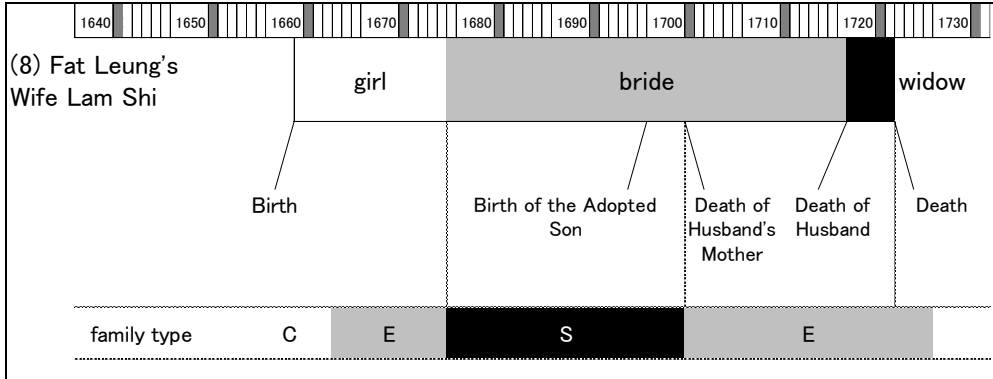 1640 1650 1660 1670 1680 1690 1700 1710 1720 1730
(8) Fat Leung's
Wife Lam Shi
girl bride widow
Birth
Birth of the Adopted
Son
Death of
Husband's
Mother
Death of
Husband
Death
family type C E S E